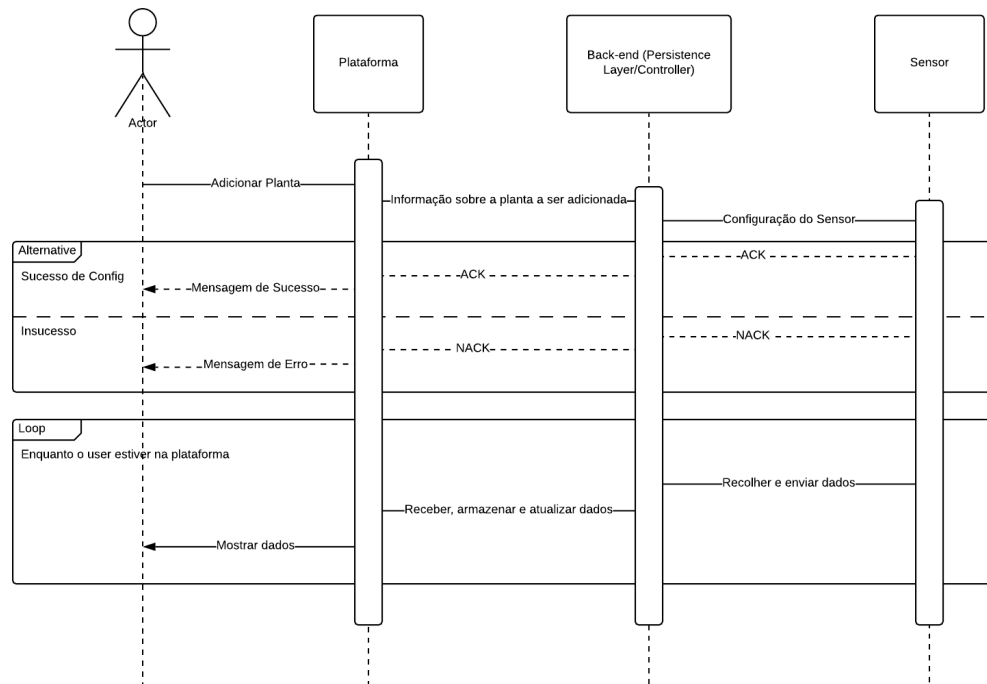 Plataforma
Back-end (Persistence
Layer/Controller)
Sensor
Actor
Adicionar Planta
Informação sobre a planta a ser adicionada
Configuração do Sensor
Alternative
Sucesso de Config
ACK
ACK
Mensagem de Sucesso
Insucesso
NACK
NACK
Mensagem de Erro
Loop
Enquanto o user estiver na plataforma
Recolher e enviar dados
Receber, armazenar e atualizar dados
Mostrar dados